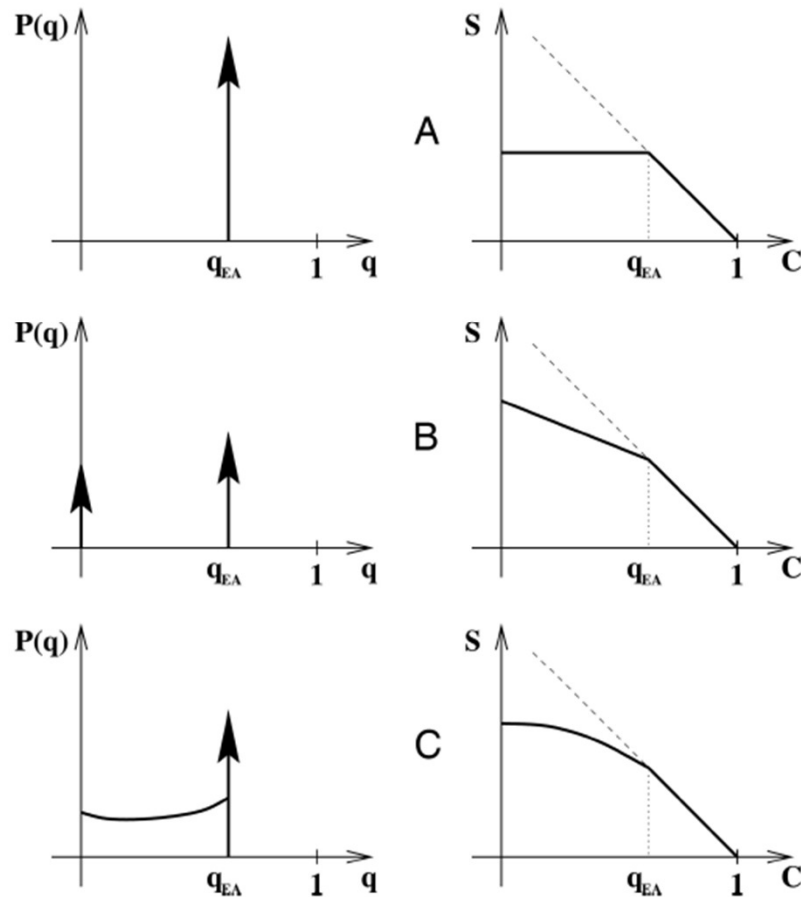 P(q)
q_EA 1 q
A
S
q_EA 1 C
P(q)
q_EA 1 q
B
S
q_EA 1 C
P(q)
q_EA 1 q
C
S
q_EA 1 C